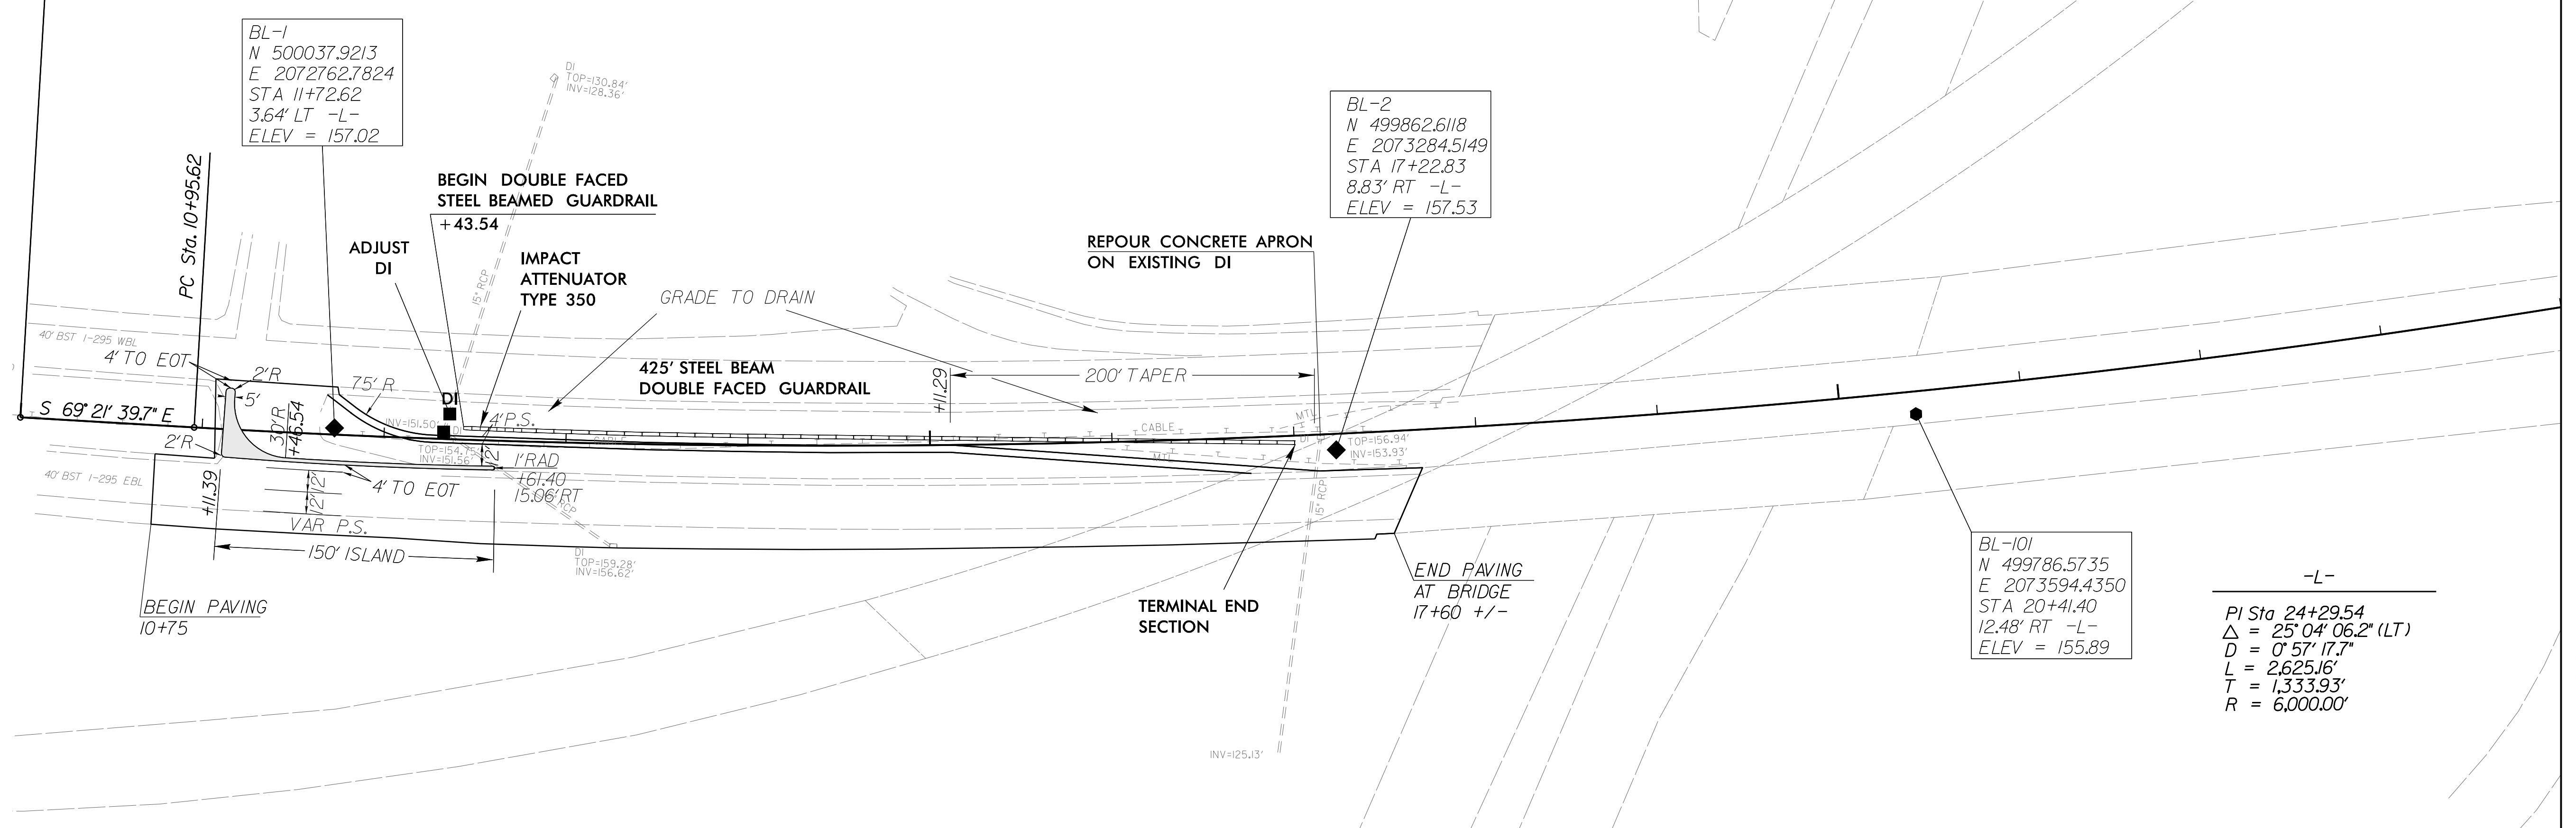 BL-1
N 500037.9213
E 2072762.7824
STA 11+72.62
3.64' LT -L-
ELEV = 157.02
DI
TOP=130.84'
INV=128.36'
BL-2
N 499862.6118
E 2073284.5149
STA 17+22.83
8.83' RT -L-
ELEV = 157.53
PC Sta. 10+95.62
BEGIN DOUBLE FACED
STEEL BEAMED GUARDRAIL
+43.54
ADJUST
DI
IMPACT
ATTENUATOR
TYPE 350
15" RCP
GRADE TO DRAIN
REPOUR CONCRETE APRON
ON EXISTING DI
40' BST I-295 WBL
4' TO EOT
2'R
5'
75' R
425' STEEL BEAM
DOUBLE FACED GUARDRAIL
+11.29
200' TAPER
S 69° 21' 39.7" E
DI
4'P.S.
INV=151.50'
DI
CABLE
CABLE
MTL
MTL
DI
TOP=156.94'
INV=153.93'
30'R
+46.54
2'R
TOP=154.75'
INV=151.56'
12'
1'RAD
+61.40
15.06' RT
RCP
40' BST I-295 EBL
+11.39
12'
12'
4' TO EOT
VAR P.S.
150' ISLAND
DI
TOP=159.28'
INV=156.62'
15" RCP
BEGIN PAVING
10+75
TERMINAL END
SECTION
END PAVING
AT BRIDGE
17+60 +/-
INV=125.13'
BL-101
N 499786.5735
E 2073594.4350
STA 20+41.40
12.48' RT -L-
ELEV = 155.89
-L-
PI Sta 24+29.54
△ = 25° 04' 06.2" (LT)
D = 0° 57' 17.7"
L = 2,625.16'
T = 1,333.93'
R = 6,000.00'